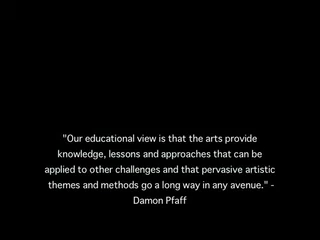 "Our educational view is that the arts provide
knowledge, lessons and approaches that can be
applied to other challenges and that pervasive artistic
themes and methods go a long way in any avenue." -
Damon Pfaff